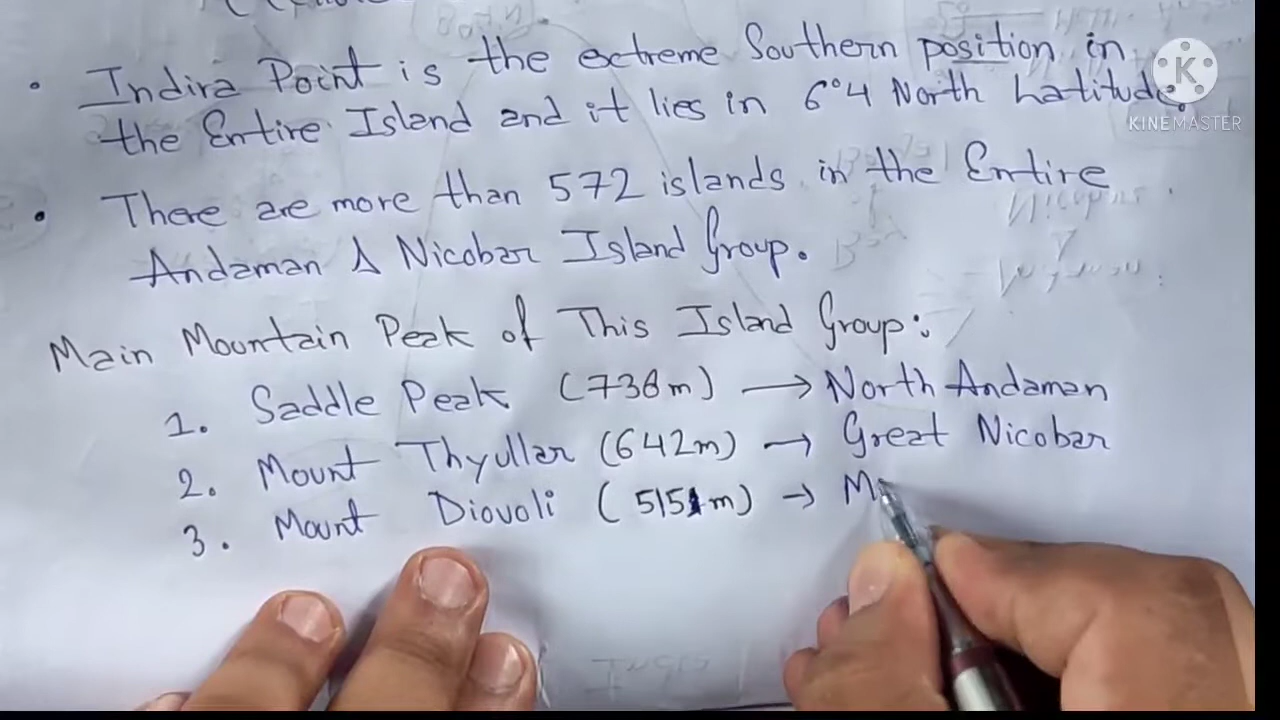 • Indira Point is the extreme Southern position in
the Entire Island and it lies in 6°4 North Latitude.
• There are more than 572 islands in the Entire
Andaman & Nicobar Island Group.
Main Mountain Peak of This Island Group:
1. Saddle Peak (738m) → North Andaman
2. Mount Thyullar (642m) → Great Nicobar
3. Mount Diovoli (515m) → M
K
KINEMASTER